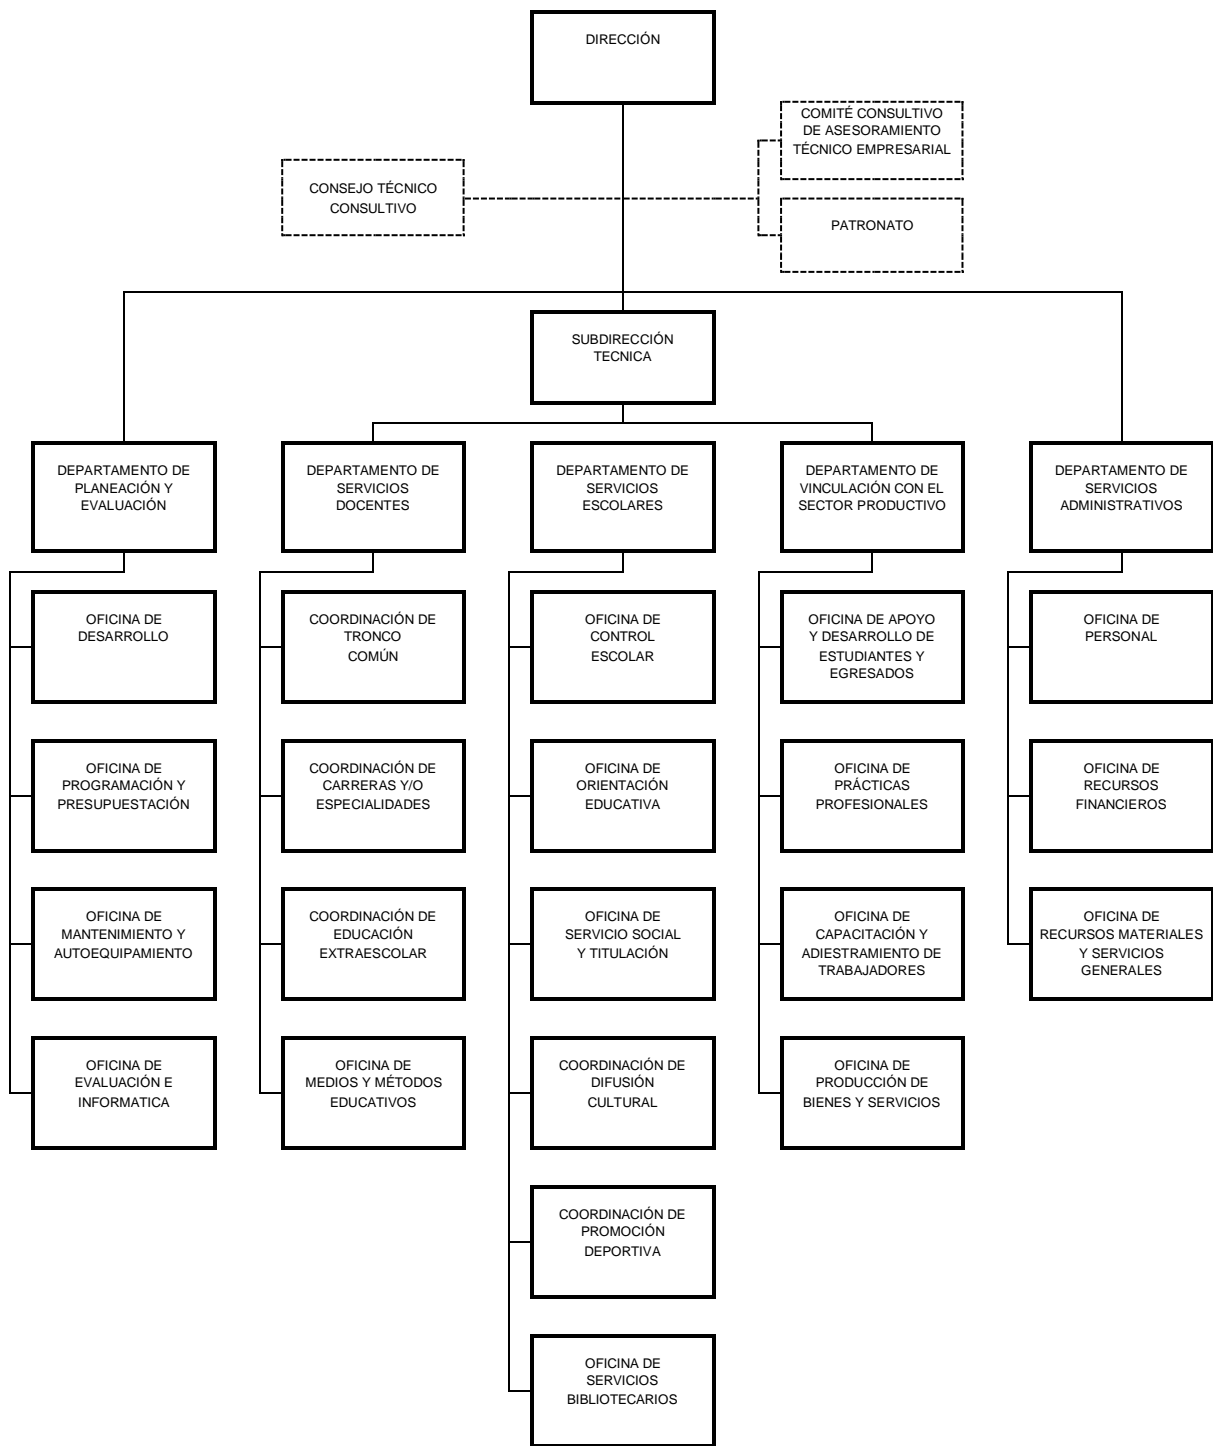 DIRECCIÓN
COMITÉ CONSULTIVO
DE ASESORAMIENTO
TÉCNICO EMPRESARIAL
CONSEJO TÉCNICO
CONSULTIVO
PATRONATO
SUBDIRECCIÓN
TECNICA
DEPARTAMENTO DE
PLANEACIÓN Y
EVALUACIÓN
DEPARTAMENTO DE
SERVICIOS
DOCENTES
DEPARTAMENTO DE
SERVICIOS
ESCOLARES
DEPARTAMENTO DE
VINCULACIÓN CON EL
SECTOR PRODUCTIVO
DEPARTAMENTO DE
SERVICIOS
ADMINISTRATIVOS
OFICINA DE
DESARROLLO
COORDINACIÓN DE
TRONCO
COMÚN
OFICINA DE
CONTROL
ESCOLAR
OFICINA DE APOYO
Y DESARROLLO DE
ESTUDIANTES Y
EGRESADOS
OFICINA DE
PERSONAL
OFICINA DE
PROGRAMACIÓN Y
PRESUPUESTACIÓN
COORDINACIÓN DE
CARRERAS Y/O
ESPECIALIDADES
OFICINA DE
ORIENTACIÓN
EDUCATIVA
OFICINA DE
PRÁCTICAS
PROFESIONALES
OFICINA DE
RECURSOS
FINANCIEROS
OFICINA DE
MANTENIMIENTO Y
AUTOEQUIPAMIENTO
COORDINACIÓN DE
EDUCACIÓN
EXTRAESCOLAR
OFICINA DE
SERVICIO SOCIAL
Y TITULACIÓN
OFICINA DE
CAPACITACIÓN Y
ADIESTRAMIENTO DE
TRABAJADORES
OFICINA DE
RECURSOS MATERIALES
Y SERVICIOS
GENERALES
OFICINA DE
EVALUACIÓN E
INFORMATICA
OFICINA DE
MEDIOS Y MÉTODOS
EDUCATIVOS
COORDINACIÓN DE
DIFUSIÓN
CULTURAL
OFICINA DE
PRODUCCIÓN DE
BIENES Y SERVICIOS
COORDINACIÓN DE
PROMOCIÓN
DEPORTIVA
OFICINA DE
SERVICIOS
BIBLIOTECARIOS